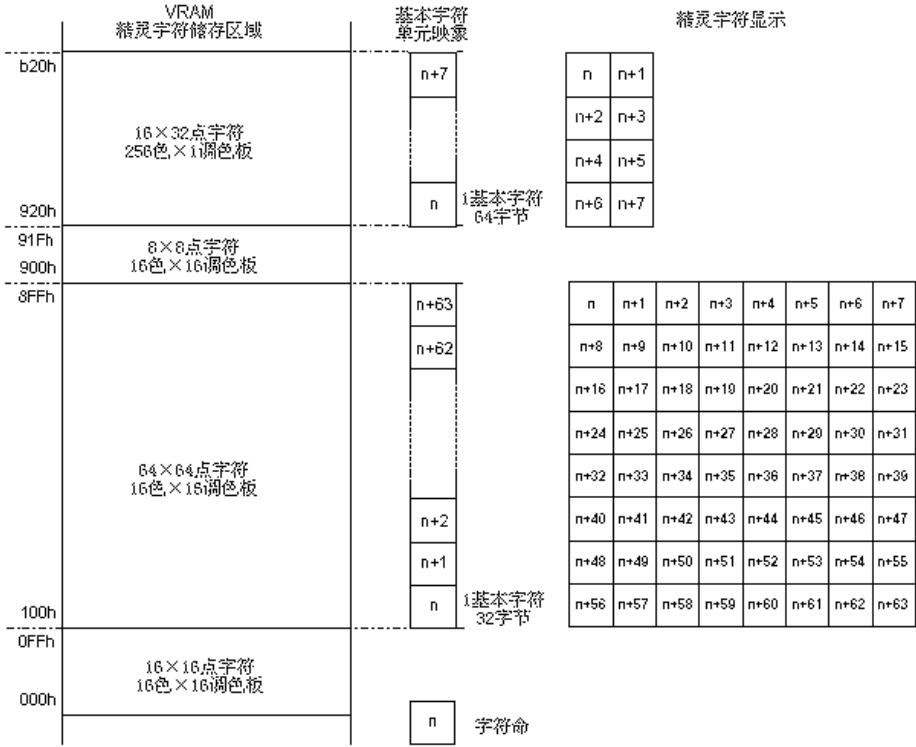 VRAM
精灵字符储存区域
基本字符
单元映象
精灵字符显示
b20h
n+7
n n+1
n+2 n+3
16×32点字符
256色×1i调色板
n+4 n+5
920h
n
1基本字符
64字节
n+6 n+7
91Fh
8×8点字符
900h
16色×16i调色板
8FFh
n+63
n n+1 n+2 n+3 n+4 n+5 n+6 n+7
n+62
n+8 n+9 n+10 n+11 n+12 n+13 n+14 n+15
n+16 n+17 n+18 n+19 n+20 n+21 n+22 n+23
n+24 n+25 n+26 n+27 n+28 n+29 n+30 n+31
64×64点字符
16色×16i调色板
n+32 n+33 n+34 n+35 n+36 n+37 n+38 n+39
n+2
n+40 n+41 n+42 n+43 n+44 n+45 n+46 n+47
n+1
n+48 n+49 n+50 n+51 n+52 n+53 n+54 n+55
100h
n
1基本字符
32字节
n+56 n+57 n+58 n+59 n+60 n+61 n+62 n+63
0FFh
16×16点字符
16色×16i调色板
000h
n
字符命